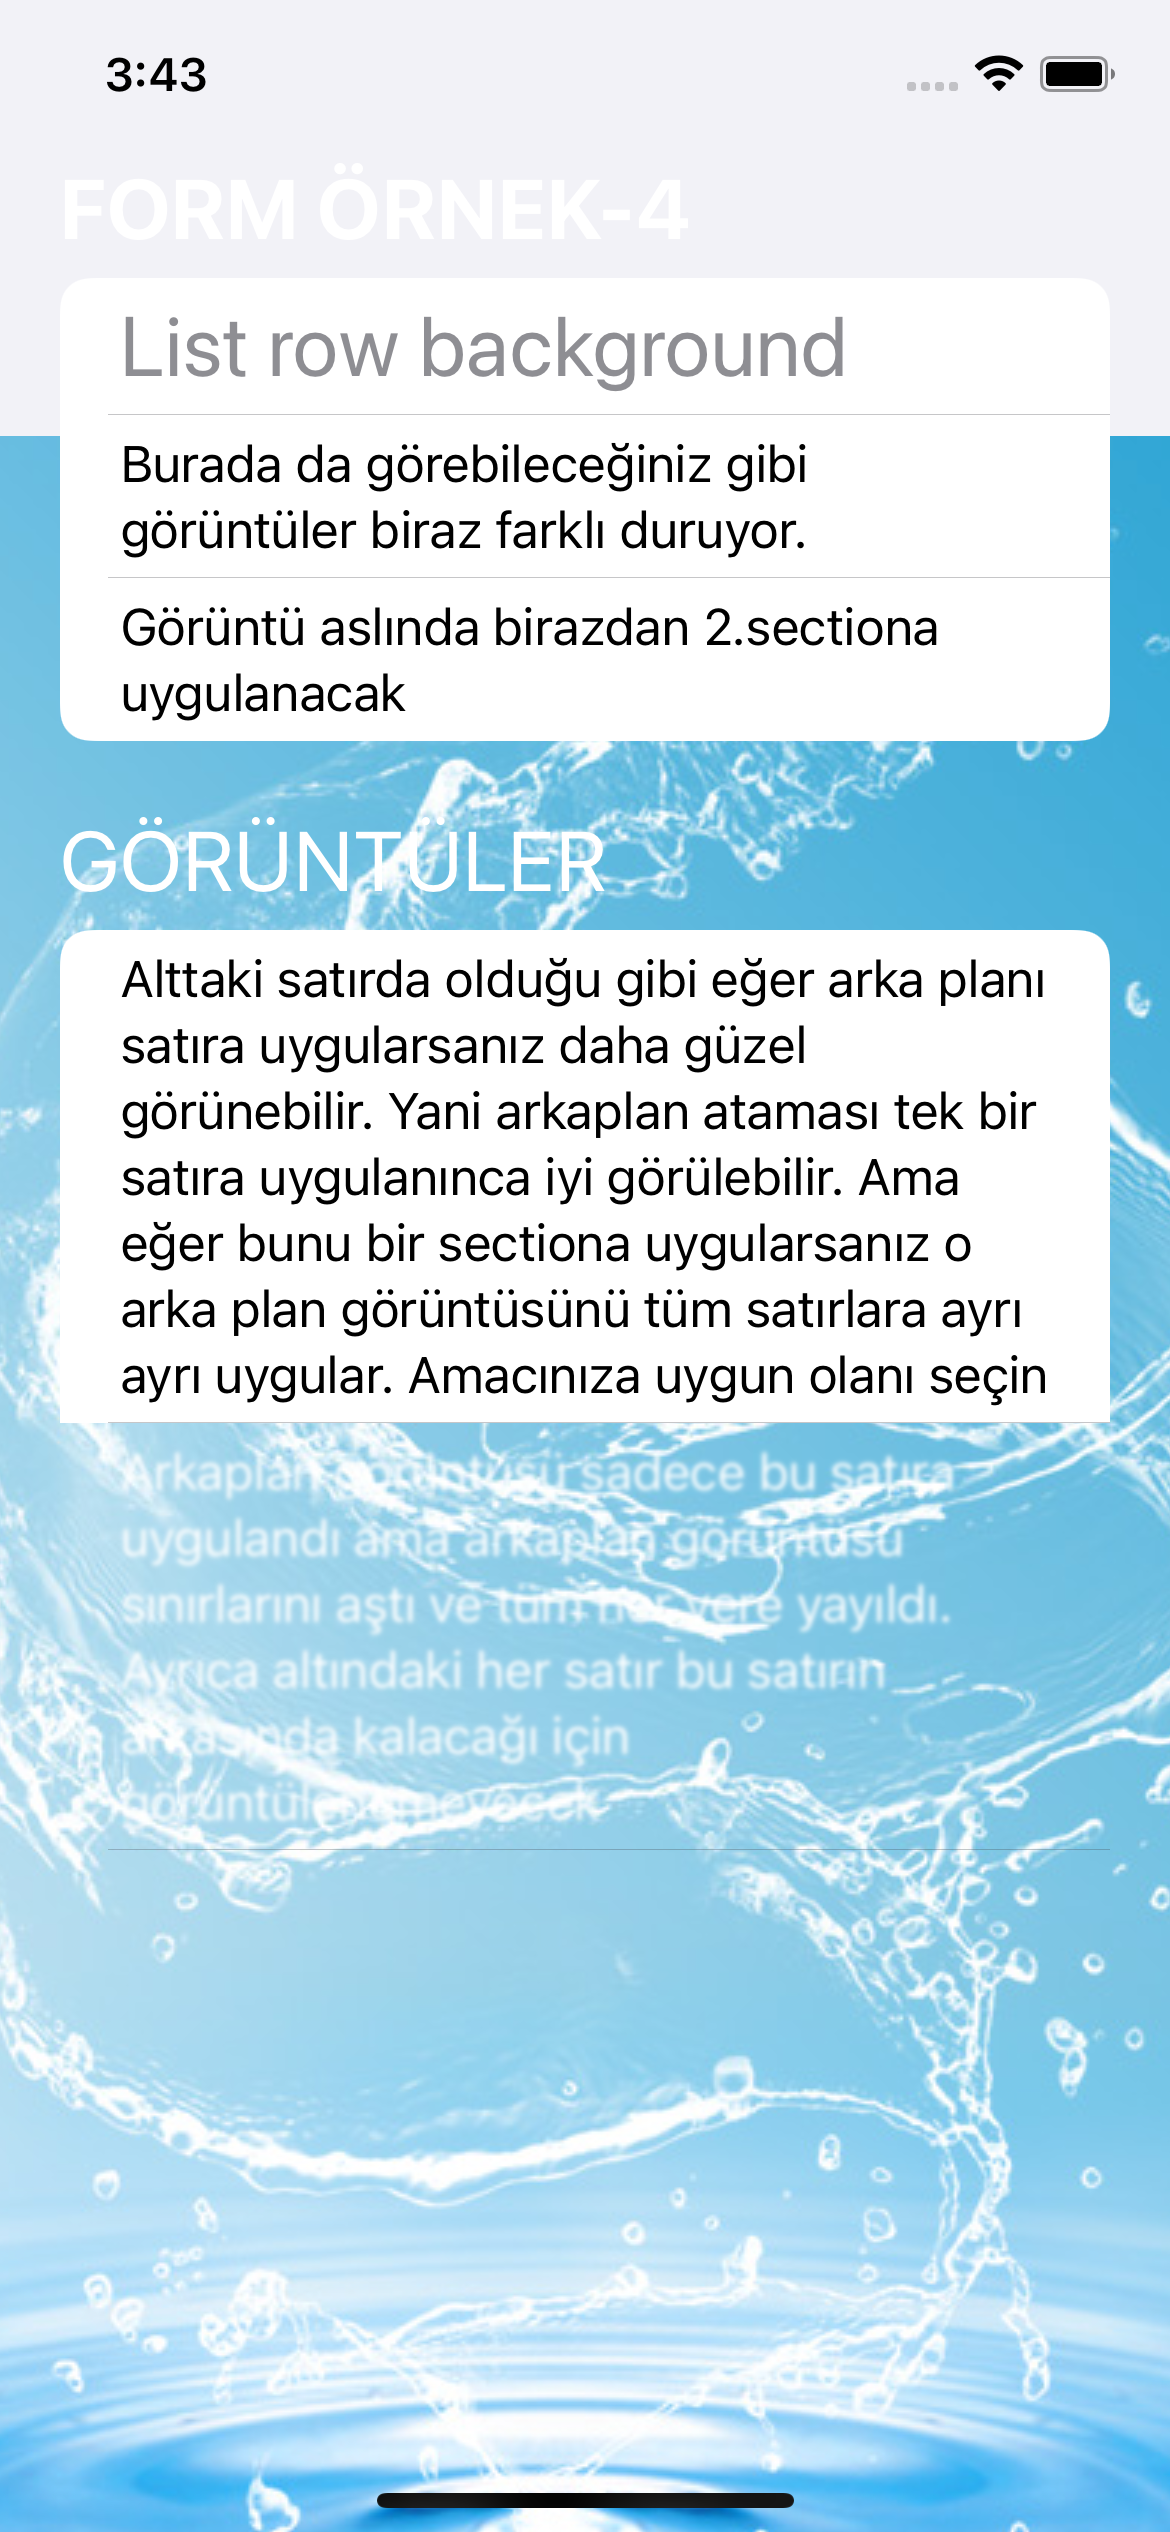 3:43
FORM ÖRNEK-4
List row background
Burada da görebileceğiniz gibi
görüntüler biraz farklı duruyor.
Görüntü aslında birazdan 2.sectiona
uygulanacak
GÖRÜNTÜLER
Alttaki satırda olduğu gibi eğer arka planı
satıra uygularsanız daha güzel
görünebilir. Yani arkaplan ataması tek bir
satıra uygulanınca iyi görülebilir. Ama
eğer bunu bir sectiona uygularsanız o
arka plan görüntüsünü tüm satırlara ayrı
ayrı uygular. Amacınıza uygun olanı seçin
Arkaplan görüntüsü sadece bu satıra
uygulandı ama arkaplan görüntüsü
sınırlarını aştı ve tüm her yere yayıldı.
Ayrıca altındaki her satır bu satırın
arkasında kalacağı için
görüntülenemeyecek